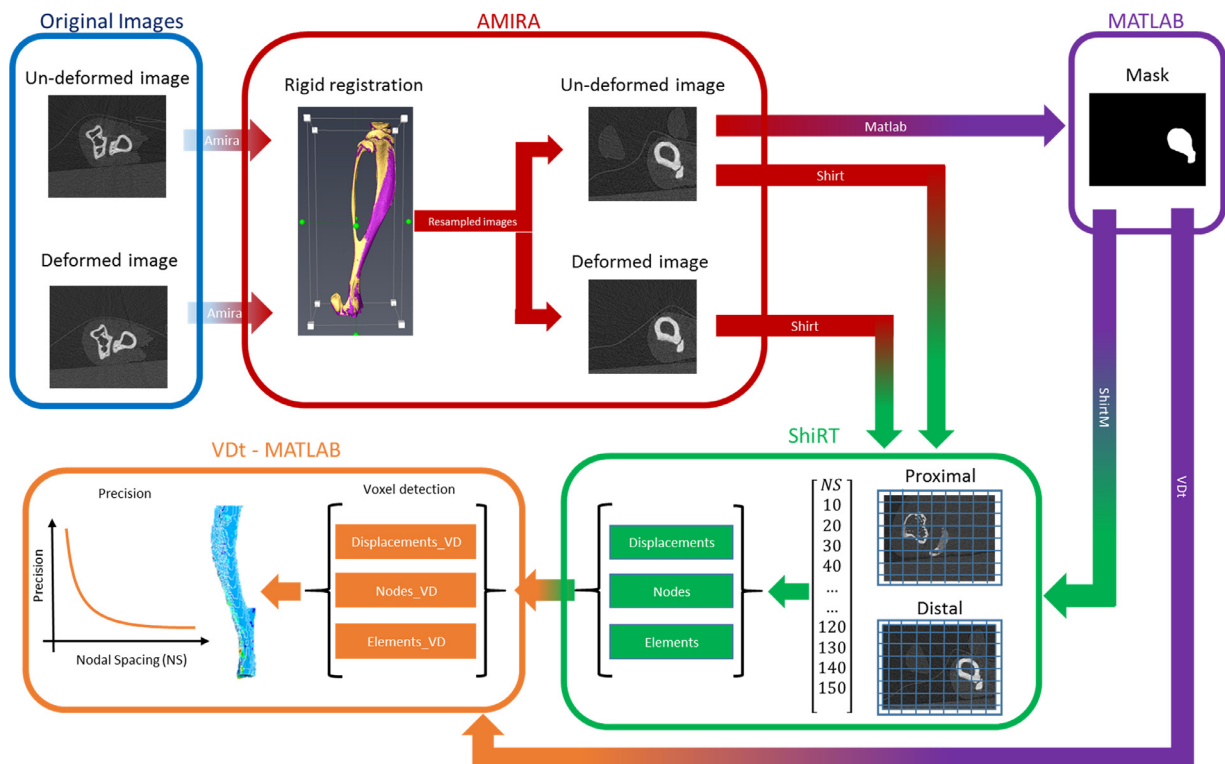 Original Images
AMIRA
MATLAB
Un-deformed image
Rigid registration
Un-deformed image
Mask
Amira
Matlab
Shirt
Resampled images
Deformed image
Deformed image
Amira
Shirt
ShirtM
VDt
VDt - MATLAB
ShiRT
Precision
Voxel detection
NS
10
20
30
40
...
...
120
130
140
150
Proximal
Displacements_VD
Displacements
Precision
Nodes_VD
Nodes
Distal
Elements_VD
Elements
Nodal Spacing (NS)